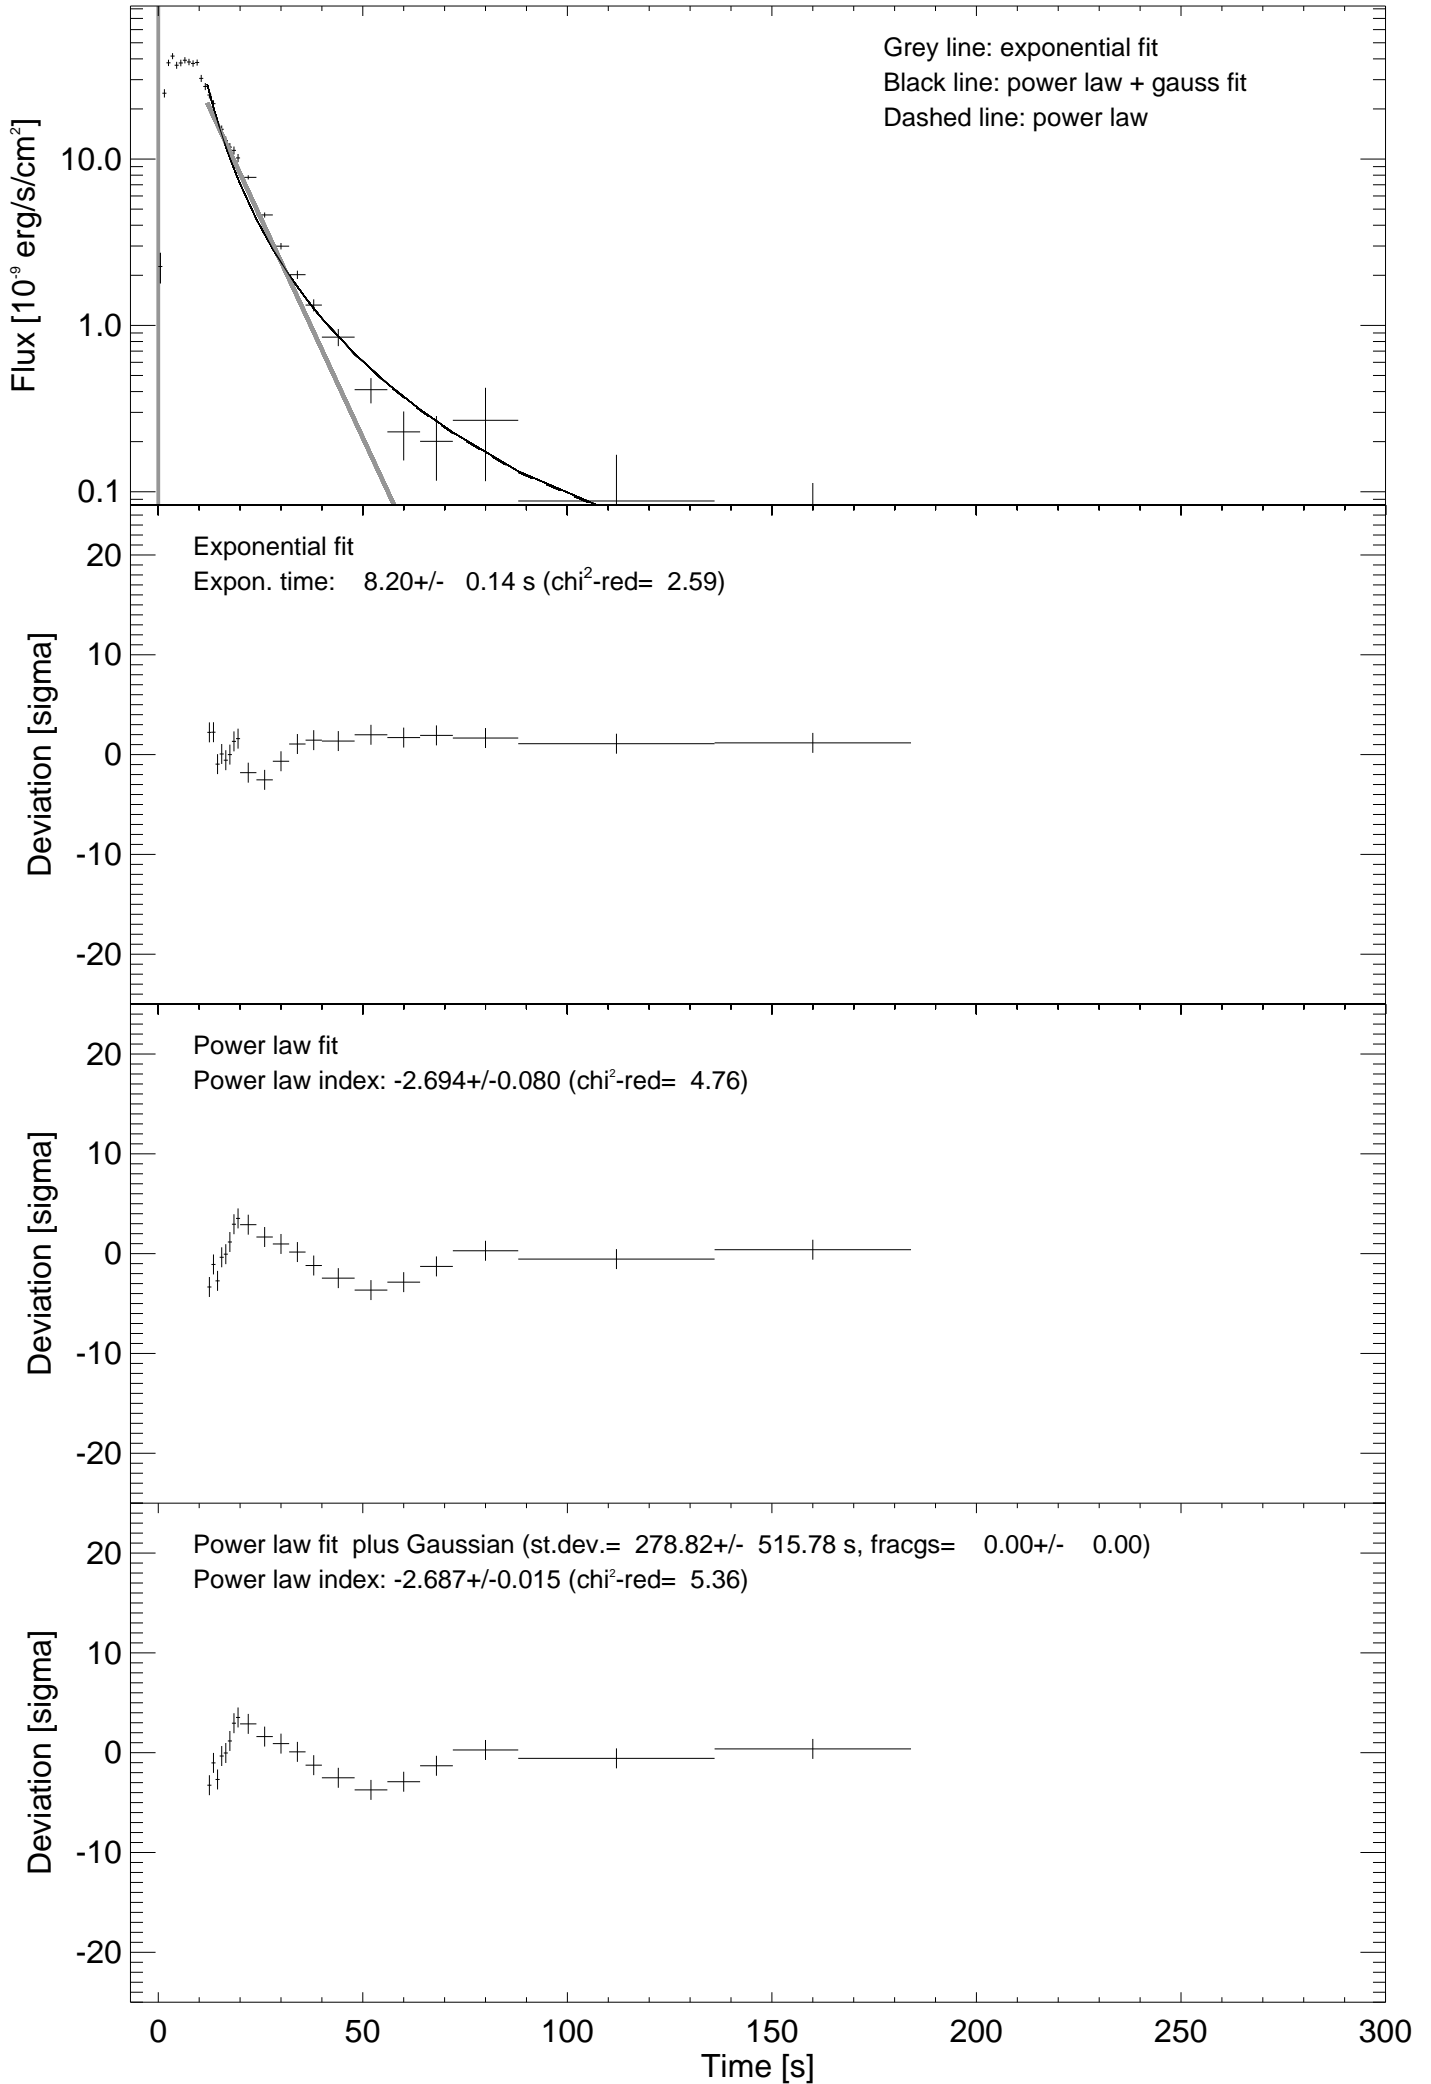 Grey line: exponential fit
Black line: power law + gauss fit
Dashed line: power law
Flux [10⁻⁹ erg/s/cm²]
10.0
1.0
0.1
Exponential fit
Expon. time: 8.20+/- 0.14 s (chi²-red= 2.59)
Deviation [sigma]
20
10
0
-10
-20
Power law fit
Power law index: -2.694+/-0.080 (chi²-red= 4.76)
Deviation [sigma]
20
10
0
-10
-20
Power law fit plus Gaussian (st.dev.= 278.82+/- 515.78 s, fracgs= 0.00+/- 0.00)
Power law index: -2.687+/-0.015 (chi²-red= 5.36)
Deviation [sigma]
20
10
0
-10
-20
0 50 100 150 200 250 300
Time [s]